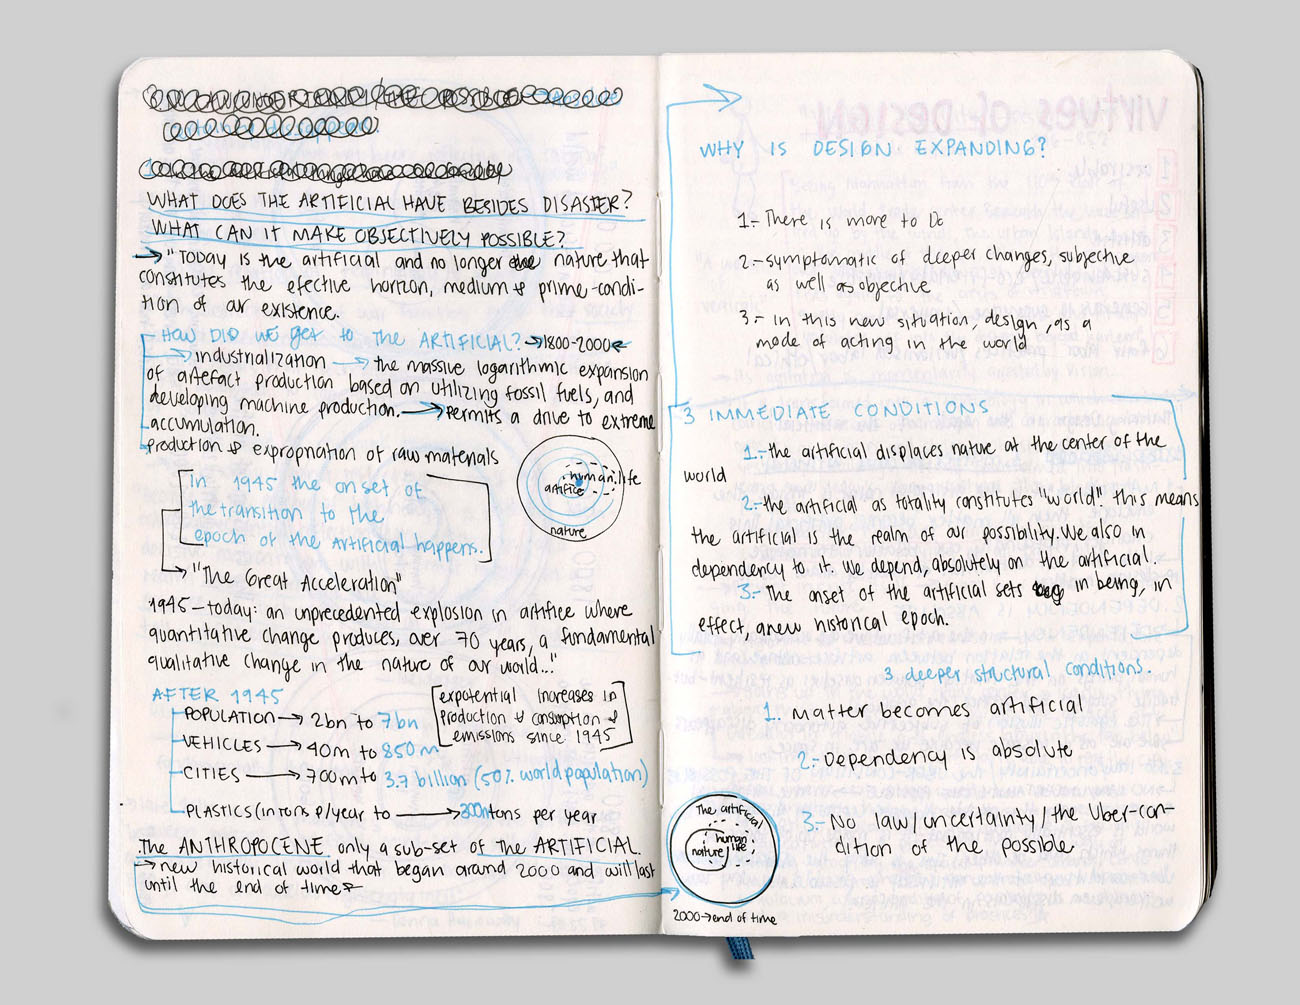 WHAT DOES THE ARTIFICIAL HAVE BESIDES DISASTER?
WHAT CAN IT MAKE OBJECTIVELY POSSIBLE?
→ "Today is the artificial and no longer the nature that
constitutes the efective horizon, medium & prime-condi-
tion of our existence.
- HOW DID WE GET TO THE ARTIFICIAL? → 1800-2000←
→ industrialization → the massive logarithmic expansion
of artefact production based on utilizing fossil fuels, and
developing machine production. → Permits a drive to extreme
accumulation.
production & expropriation of raw materials
In 1945 the onset of
the transition to the
epoch of the Artificial happens.
human life
artifice
nature
→ "The Great Acceleration"
1945-today: an unprecedented explosion in artifice where
quantitative change produces, over 70 years, a fundamental
qualitative change in the nature of our world..."
AFTER 1945
POPULATION → 2bn to 7bn
VEHICLES → 40m to 850m
CITIES → 700m to 3.7 billion (50% world population)
PLASTICS (in tons p/year to → 300m tons per year
expotential increases in
production & consumption &
emissions since 1945
The ANTHROPOCENE only a sub-set of the ARTIFICIAL.
→ new historical world that began around 2000 and will last
until the end of time
WHY IS DESIGN EXPANDING?
1.- There is more to Do
2.- symptomatic of deeper changes, subjective
as well as objective
3.- in this new situation, design, as a
mode of acting in the world
3 IMMEDIATE CONDITIONS
1.- the artificial displaces nature at the center of the
world
2.- the artificial as totality constitutes "world" this means
the artificial is the realm of our possibility. We also in
dependency to it. We depend, absolutely on the artificial.
3.- The onset of the artificial sets in being, in
effect, a new historical epoch.
3 deeper structural conditions.
1. Matter becomes artificial
2.- Dependency is absolute
3.- No law/uncertainty/the Uber-con-
dition of the possible
The artificial
human
life
nature
2000→end of time